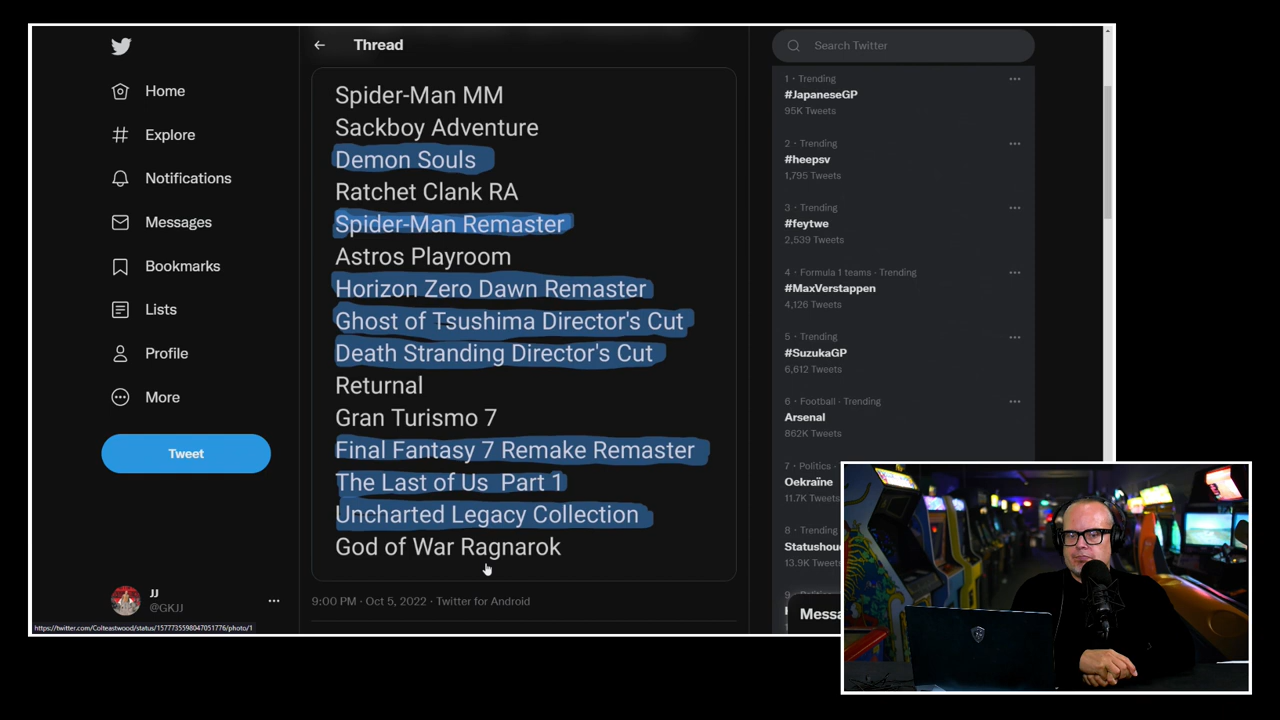 Home
Explore
Notifications
Messages
Bookmarks
Lists
Profile
More
Tweet
JJ
@GKJJ
https://twitter.com/Colteastwood/status/1577735598047051776/photo/1
Thread
Spider-Man MM
Sackboy Adventure
Demon Souls
Ratchet Clank RA
Spider-Man Remaster
Astros Playroom
Horizon Zero Dawn Remaster
Ghost of Tsushima Director's Cut
Death Stranding Director's Cut
Returnal
Gran Turismo 7
Final Fantasy 7 Remake Remaster
The Last of Us Part 1
Uncharted Legacy Collection
God of War Ragnarok
9:00 PM · Oct 5, 2022 · Twitter for Android
Search Twitter
1 · Trending
#JapaneseGP
95K Tweets
2 · Trending
#heepsv
1,795 Tweets
3 · Trending
#feytwe
2,539 Tweets
4 · Formula 1 teams · Trending
#MaxVerstappen
4,126 Tweets
5 · Trending
#SuzukaGP
6,612 Tweets
6 · Football · Trending
Arsenal
862K Tweets
7 · Politics ·
Oekraïne
11.7K Tweets
8 · Trending
Statushou
13.9K Tweets
9 ·
Messa